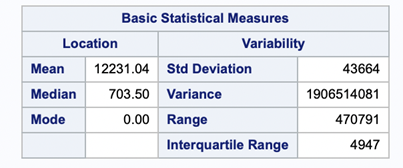 Basic Statistical Measures
Location Variability
Mean 12231.04 Std Deviation 43664
Median 703.50 Variance 1906514081
Mode 0.00 Range 470791
Interquartile Range 4947